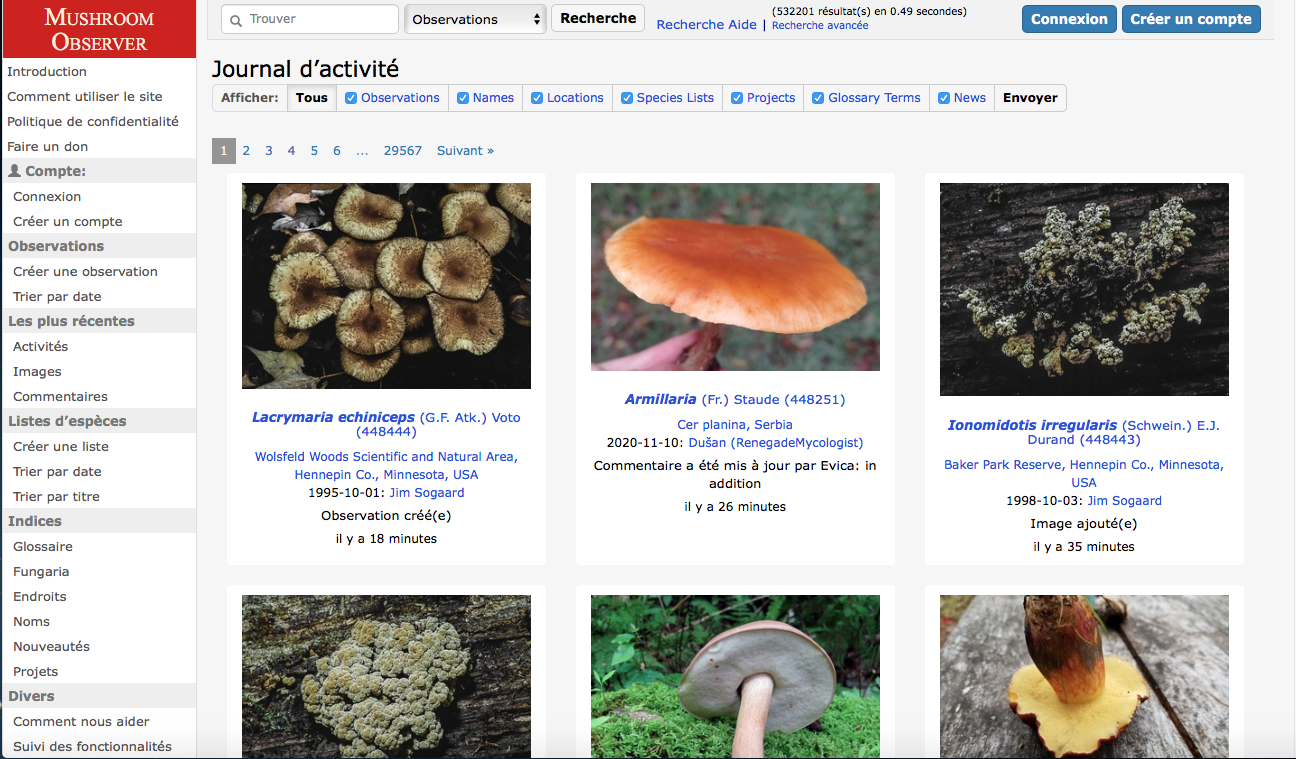 MUSHROOM
OBSERVER
Introduction
Comment utiliser le site
Politique de confidentialité
Faire un don
Compte:
Connexion
Créer un compte
Observations
Créer une observation
Trier par date
Les plus récentes
Activités
Images
Commentaires
Listes d'espèces
Créer une liste
Trier par date
Trier par titre
Indices
Glossaire
Fungaria
Endroits
Noms
Nouveautés
Projets
Divers
Comment nous aider
Suivi des fonctionnalités
Trouver
Observations
Recherche
Recherche Aide |
(532201 résultat(s) en 0.49 secondes)
Recherche avancée
Connexion
Créer un compte
Journal d'activité
Afficher: Tous Observations Names Locations Species Lists Projects Glossary Terms News Envoyer
1 2 3 4 5 6 ... 29567 Suivant »
Lacrymaria echiniceps (G.F. Atk.) Voto
(448444)
Wolsfeld Woods Scientific and Natural Area,
Hennepin Co., Minnesota, USA
1995-10-01: Jim Sogaard
Observation créé(e)
il y a 18 minutes
Armillaria (Fr.) Staude (448251)
Cer planina, Serbia
2020-11-10: Dušan (RenegadeMycologist)
Commentaire a été mis à jour par Evica: in
addition
il y a 26 minutes
Ionomidotis irregularis (Schwein.) E.J.
Durand (448443)
Baker Park Reserve, Hennepin Co., Minnesota,
USA
1998-10-03: Jim Sogaard
Image ajouté(e)
il y a 35 minutes